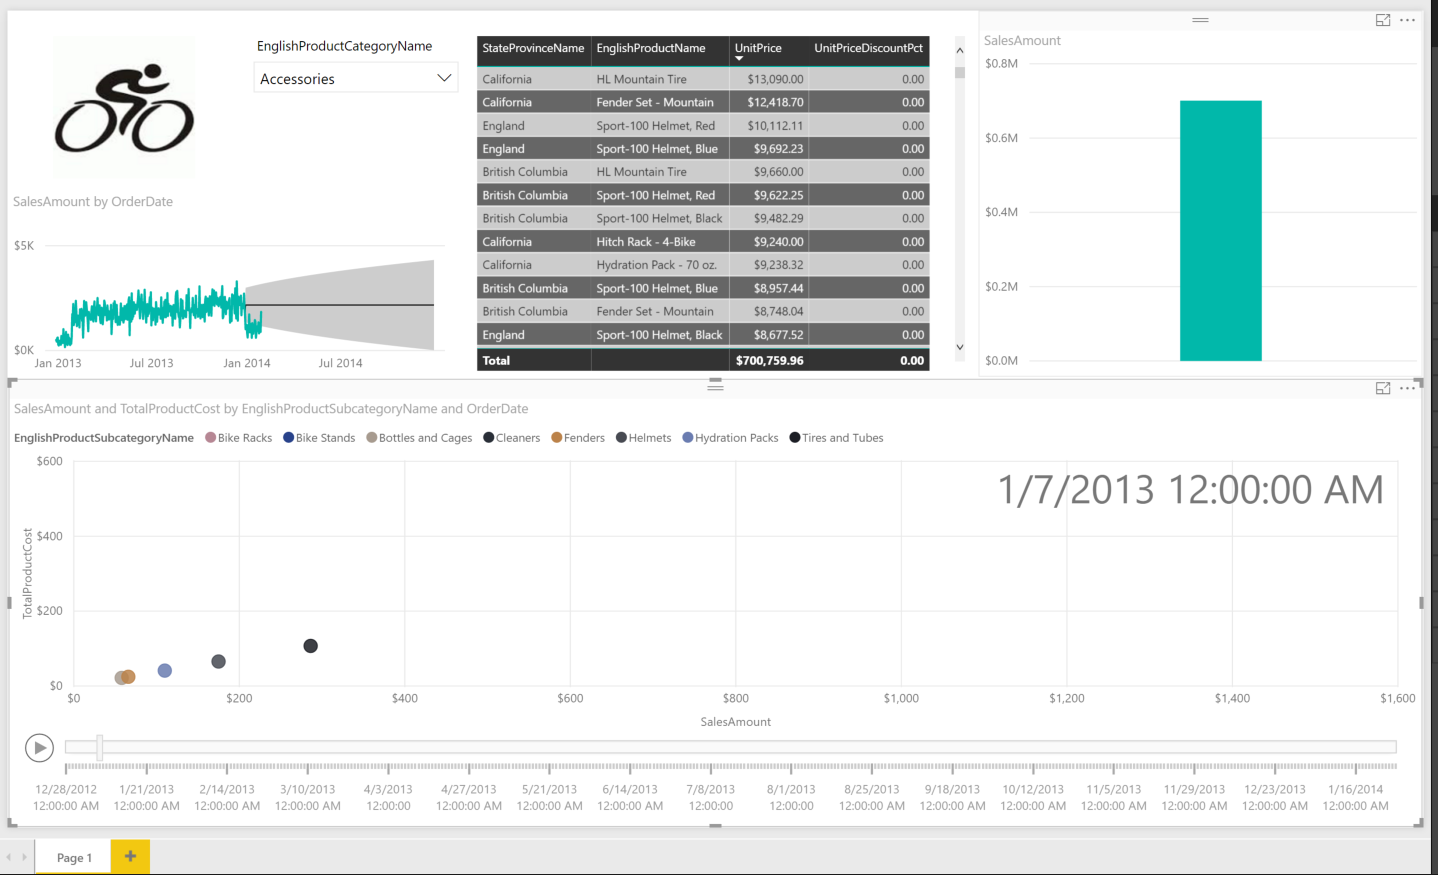 EnglishProductCategoryName
Accessories
StateProvinceName EnglishProductName UnitPrice UnitPriceDiscountPct
California HL Mountain Tire $13,090.00 0.00
California Fender Set - Mountain $12,418.70 0.00
England Sport-100 Helmet, Red $10,112.11 0.00
England Sport-100 Helmet, Blue $9,692.23 0.00
British Columbia HL Mountain Tire $9,660.00 0.00
British Columbia Sport-100 Helmet, Red $9,622.25 0.00
British Columbia Sport-100 Helmet, Black $9,482.29 0.00
California Hitch Rack - 4-Bike $9,240.00 0.00
California Hydration Pack - 70 oz. $9,238.32 0.00
British Columbia Sport-100 Helmet, Blue $8,957.44 0.00
British Columbia Fender Set - Mountain $8,748.04 0.00
England Sport-100 Helmet, Black $8,677.52 0.00
Total $700,759.96 0.00
SalesAmount
$0.8M
$0.6M
$0.4M
$0.2M
$0.0M
SalesAmount by OrderDate
$5K
$0K
Jan 2013 Jul 2013 Jan 2014 Jul 2014
SalesAmount and TotalProductCost by EnglishProductSubcategoryName and OrderDate
EnglishProductSubcategoryName Bike Racks Bike Stands Bottles and Cages Cleaners Fenders Helmets Hydration Packs Tires and Tubes
1/7/2013 12:00:00 AM
TotalProductCost
$600
$400
$200
$0
$0 $200 $400 $600 $800 $1,000 $1,200 $1,400 $1,600
SalesAmount
12/28/2012 1/21/2013 2/14/2013 3/10/2013 4/3/2013 4/27/2013 5/21/2013 6/14/2013 7/8/2013 8/1/2013 8/25/2013 9/18/2013 10/12/2013 11/5/2013 11/29/2013 12/23/2013 1/16/2014
12:00:00 AM 12:00:00 AM 12:00:00 AM 12:00:00 AM 12:00:00 12:00:00 AM 12:00:00 AM 12:00:00 AM 12:00:00 12:00:00 12:00:00 AM 12:00:00 AM 12:00:00 AM 12:00:00 AM 12:00:00 AM 12:00:00 AM 12:00:00 AM
Page 1